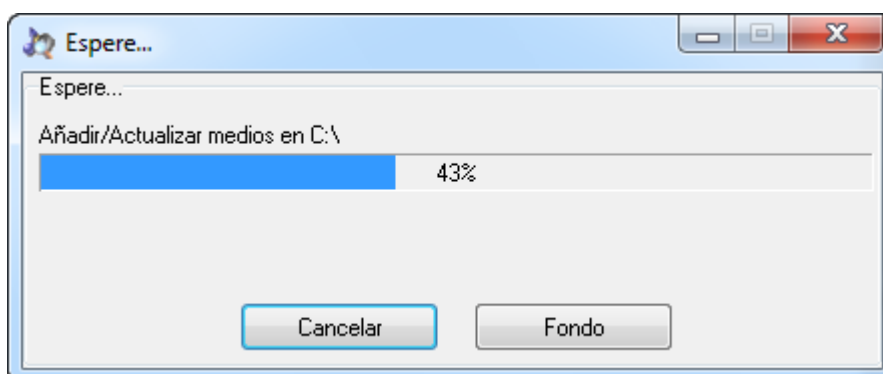 Espere...
Espere...
Añadir/Actualizar medios en C:\
43%
Cancelar Fondo